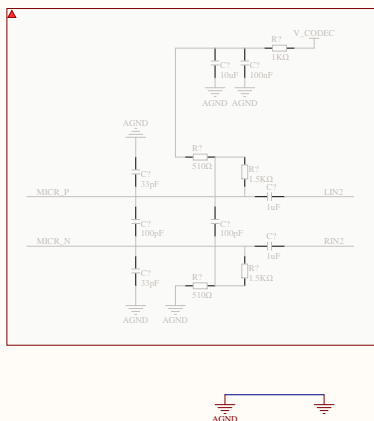 V_CODEC
R?
1KΩ
C?
10uF
C?
100nF
AGND
AGND
AGND
R?
510Ω
C?
33pF
R?
1.5KΩ
MICR_P
C?
1uF
LIN2
C?
100pF
C?
100pF
MICR_N
C?
1uF
RIN2
C?
33pF
R?
510Ω
R?
1.5KΩ
AGND
AGND
AGND